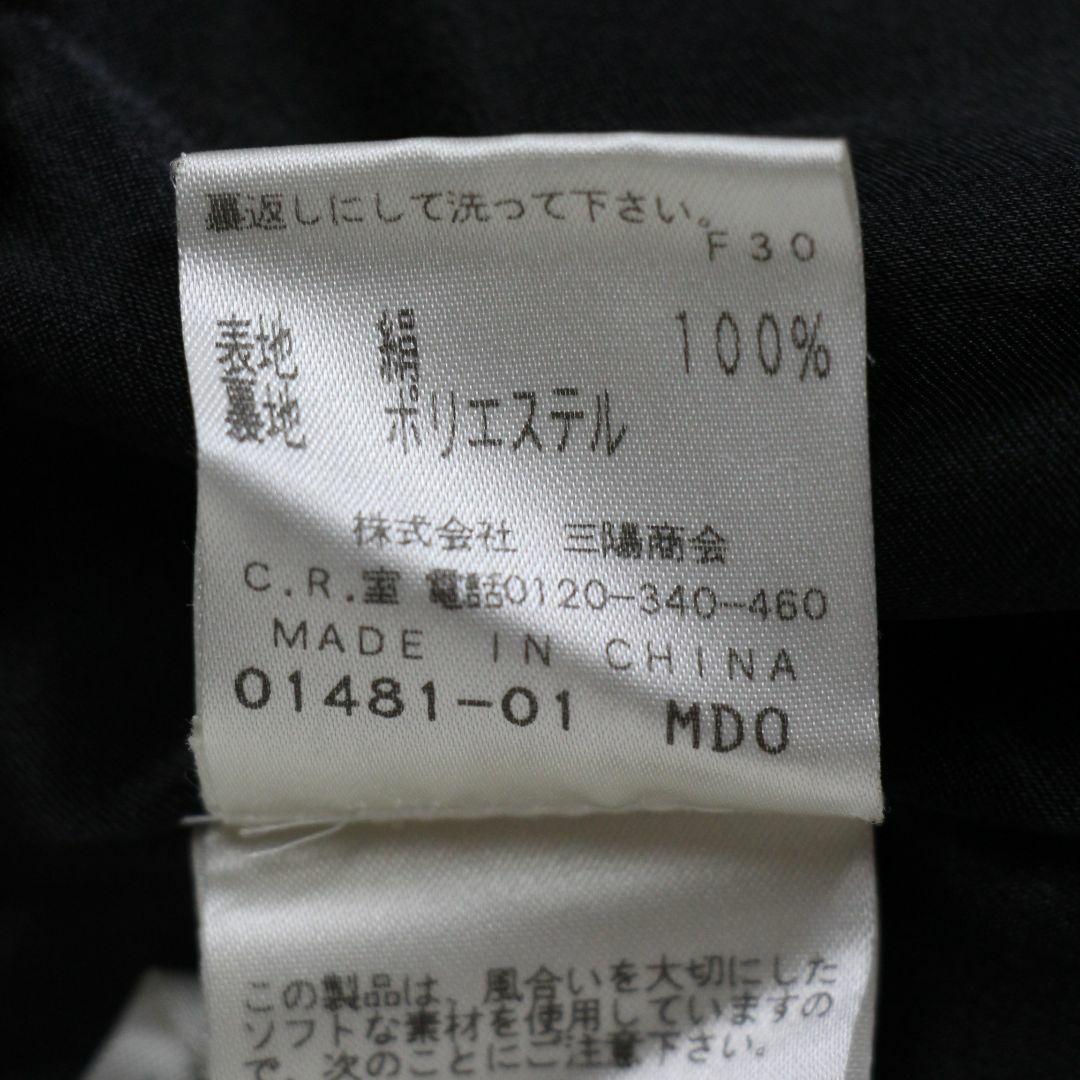 裏返しにして洗って下さい。
F30
表地 絹 100%
裏地 ポリエステル
株式会社 三陽商会
C.R.室 電話0120-340-460
MADE IN CHINA
01481-01 MDO
この製品は、風合いを大切にした
ソフトな素材を使用していますの
で、次のことにご注意下さい。